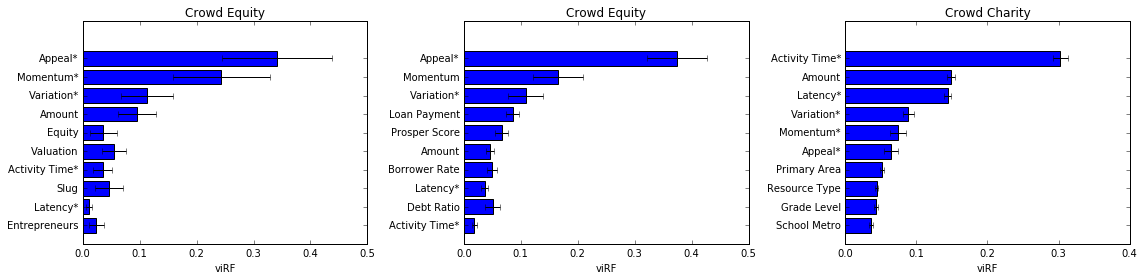 Crowd Equity
Appeal*
Momentum*
Variation*
Amount
Equity
Valuation
Activity Time*
Slug
Latency*
Entrepreneurs
0.0 0.1 0.2 0.3 0.4 0.5
viRF
Crowd Equity
Appeal*
Momentum
Variation*
Loan Payment
Prosper Score
Amount
Borrower Rate
Latency*
Debt Ratio
Activity Time*
0.0 0.1 0.2 0.3 0.4 0.5
viRF
Crowd Charity
Activity Time*
Amount
Latency*
Variation*
Momentum*
Appeal*
Primary Area
Resource Type
Grade Level
School Metro
0.0 0.1 0.2 0.3 0.4
viRF